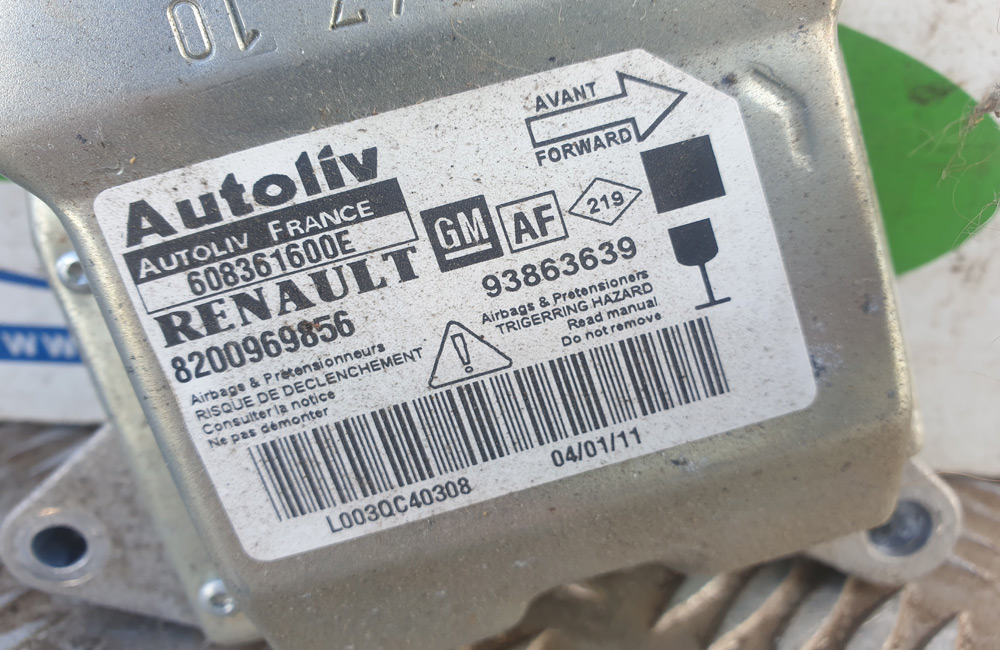 10
AVANT
FORWARD
Autoliv
AUTOLIV FRANCE
608361600E
GM
AF
219
RENAULT
93863639
8200969856
Airbags & Pretensioners
TRIGERRING HAZARD
Read manual
Do not remove
Airbags & Prétensionneurs
RISQUE DE DECLENCHEMENT
Consulter la notice
Ne pas démonter
L003QC40308
04/01/11
WW